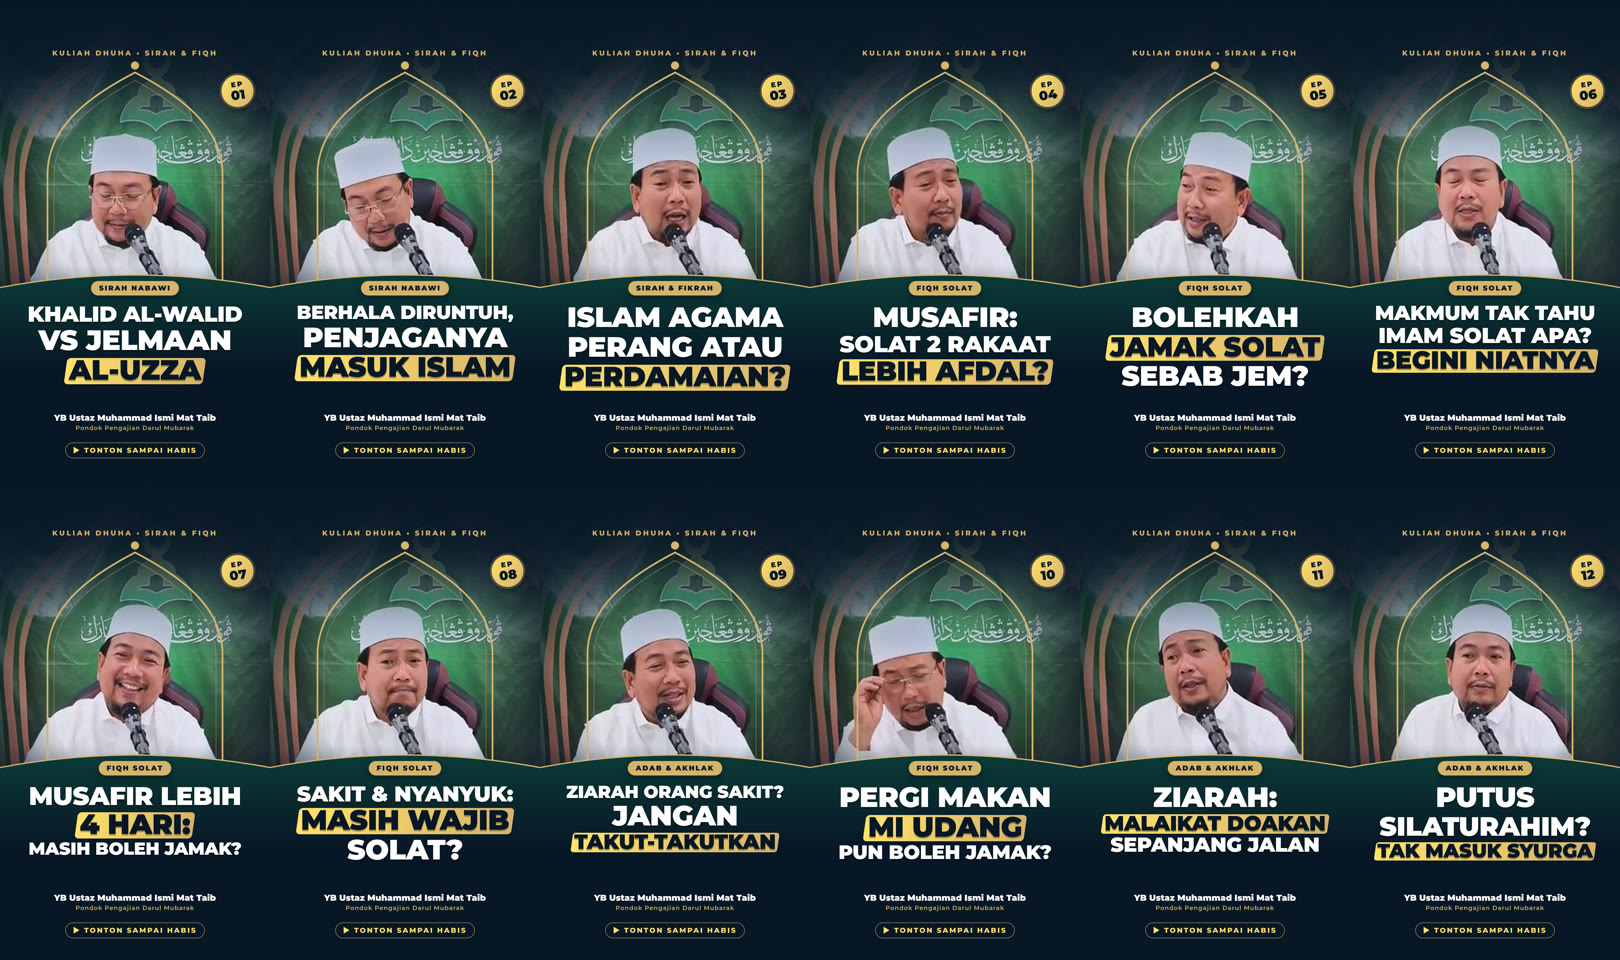 KULIAH DHUHA • SIRAH & FIQH
EP
01
SIRAH NABAWI
KHALID AL-WALID
VS JELMAAN
AL-UZZA
YB Ustaz Muhammad Ismi Mat Taib
Pondok Pengajian Darul Mubarak
▶ TONTON SAMPAI HABIS
KULIAH DHUHA • SIRAH & FIQH
EP
02
SIRAH NABAWI
BERHALA DIRUNTUH,
PENJAGANYA
MASUK ISLAM
YB Ustaz Muhammad Ismi Mat Taib
Pondok Pengajian Darul Mubarak
▶ TONTON SAMPAI HABIS
KULIAH DHUHA • SIRAH & FIQH
EP
03
SIRAH & FIKRAH
ISLAM AGAMA
PERANG ATAU
PERDAMAIAN?
YB Ustaz Muhammad Ismi Mat Taib
Pondok Pengajian Darul Mubarak
▶ TONTON SAMPAI HABIS
KULIAH DHUHA • SIRAH & FIQH
EP
04
FIQH SOLAT
MUSAFIR:
SOLAT 2 RAKAAT
LEBIH AFDAL?
YB Ustaz Muhammad Ismi Mat Taib
Pondok Pengajian Darul Mubarak
▶ TONTON SAMPAI HABIS
KULIAH DHUHA • SIRAH & FIQH
EP
05
FIQH SOLAT
BOLEHKAH
JAMAK SOLAT
SEBAB JEM?
YB Ustaz Muhammad Ismi Mat Taib
Pondok Pengajian Darul Mubarak
▶ TONTON SAMPAI HABIS
KULIAH DHUHA • SIRAH & FIQH
EP
06
FIQH SOLAT
MAKMUM TAK TAHU
IMAM SOLAT APA?
BEGINI NIATNYA
YB Ustaz Muhammad Ismi Mat Taib
Pondok Pengajian Darul Mubarak
▶ TONTON SAMPAI HABIS
KULIAH DHUHA • SIRAH & FIQH
EP
07
FIQH SOLAT
MUSAFIR LEBIH
4 HARI:
MASIH BOLEH JAMAK?
YB Ustaz Muhammad Ismi Mat Taib
Pondok Pengajian Darul Mubarak
▶ TONTON SAMPAI HABIS
KULIAH DHUHA • SIRAH & FIQH
EP
08
FIQH SOLAT
SAKIT & NYANYUK:
MASIH WAJIB
SOLAT?
YB Ustaz Muhammad Ismi Mat Taib
Pondok Pengajian Darul Mubarak
▶ TONTON SAMPAI HABIS
KULIAH DHUHA • SIRAH & FIQH
EP
09
ADAB & AKHLAK
ZIARAH ORANG SAKIT?
JANGAN
TAKUT-TAKUTKAN
YB Ustaz Muhammad Ismi Mat Taib
Pondok Pengajian Darul Mubarak
▶ TONTON SAMPAI HABIS
KULIAH DHUHA • SIRAH & FIQH
EP
10
FIQH SOLAT
PERGI MAKAN
MI UDANG
PUN BOLEH JAMAK?
YB Ustaz Muhammad Ismi Mat Taib
Pondok Pengajian Darul Mubarak
▶ TONTON SAMPAI HABIS
KULIAH DHUHA • SIRAH & FIQH
EP
11
ADAB & AKHLAK
ZIARAH:
MALAIKAT DOAKAN
SEPANJANG JALAN
YB Ustaz Muhammad Ismi Mat Taib
Pondok Pengajian Darul Mubarak
▶ TONTON SAMPAI HABIS
KULIAH DHUHA • SIRAH & FIQH
EP
12
ADAB & AKHLAK
PUTUS
SILATURAHIM?
TAK MASUK SYURGA
YB Ustaz Muhammad Ismi Mat Taib
Pondok Pengajian Darul Mubarak
▶ TONTON SAMPAI HABIS